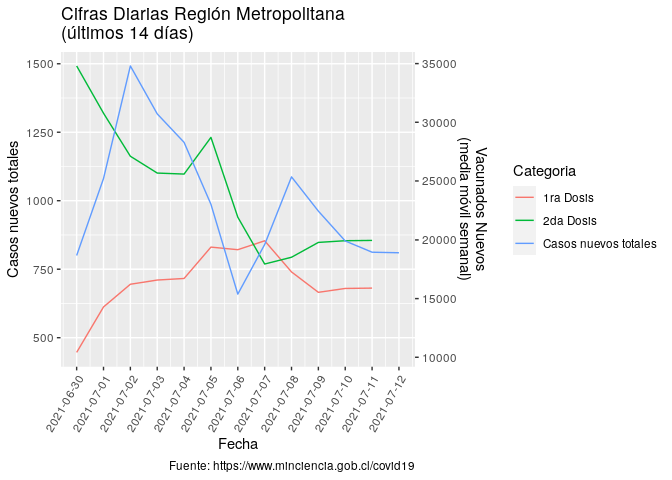 Cifras Diarias Región Metropolitana
(últimos 14 días)
Casos nuevos totales
1500
1250
1000
750
500
35000
30000
25000
20000
15000
10000
Vacunados Nuevos
(media móvil semanal)
2021-06-30
2021-07-01
2021-07-02
2021-07-03
2021-07-04
2021-07-05
2021-07-06
2021-07-07
2021-07-08
2021-07-09
2021-07-10
2021-07-11
2021-07-12
Fecha
Categoria
1ra Dosis
2da Dosis
Casos nuevos totales
Fuente: https://www.minciencia.gob.cl/covid19